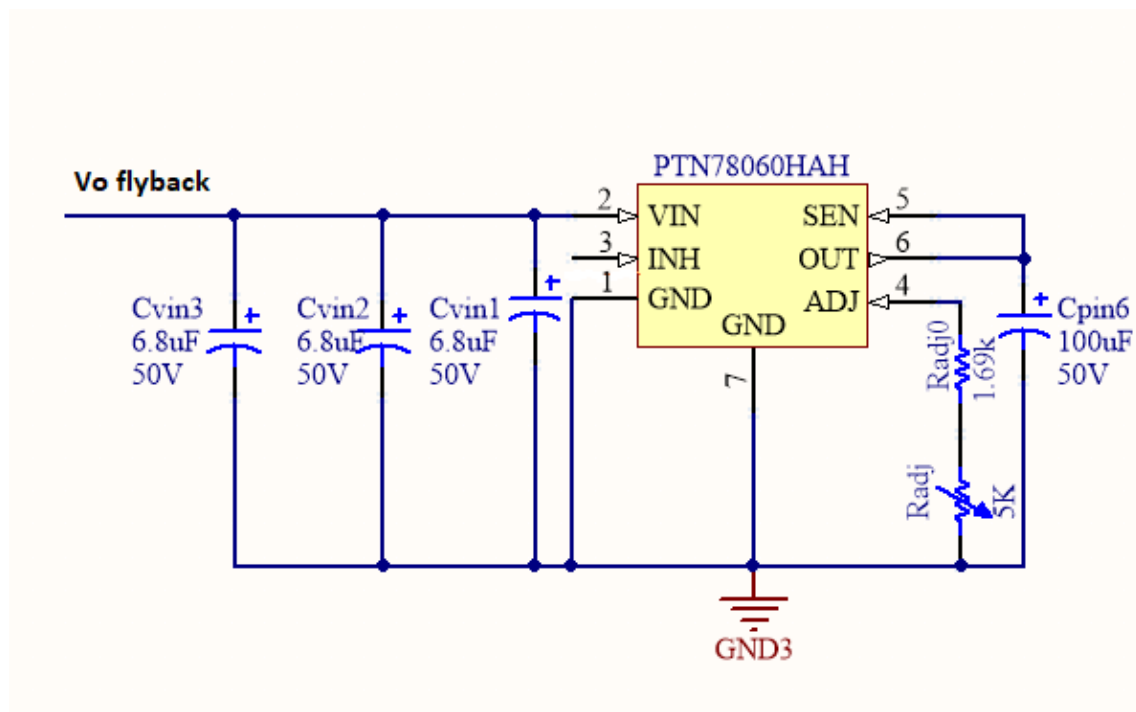 PTN78060HAH
Vo flyback
2
VIN
SEN
5
3
INH
OUT
6
1
GND
ADJ
4
GND
7
Cvin3
6.8uF
50V
Cvin2
6.8uF
50V
Cvin1
6.8uF
50V
+
+
+
+
Cpin6
100uF
50V
Radj0
1.69k
Radj
5K
GND3